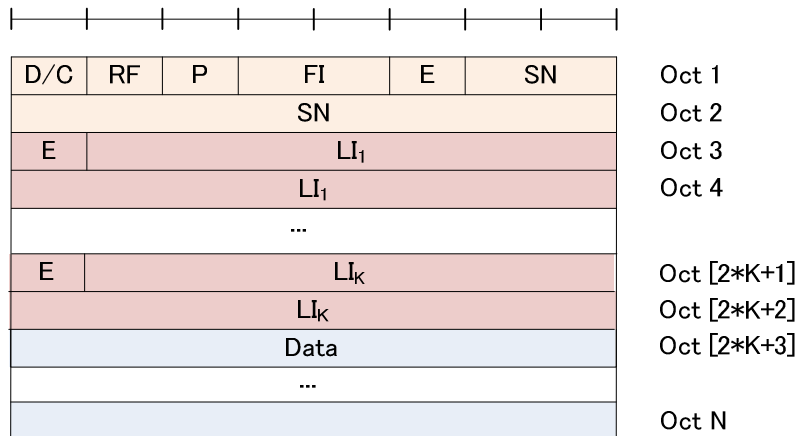 D/C RF P FI E SN Oct 1
SN Oct 2
E LI₁ Oct 3
LI₁ Oct 4
...
E LIK Oct [2*K+1]
LIK Oct [2*K+2]
Data Oct [2*K+3]
...
Oct N